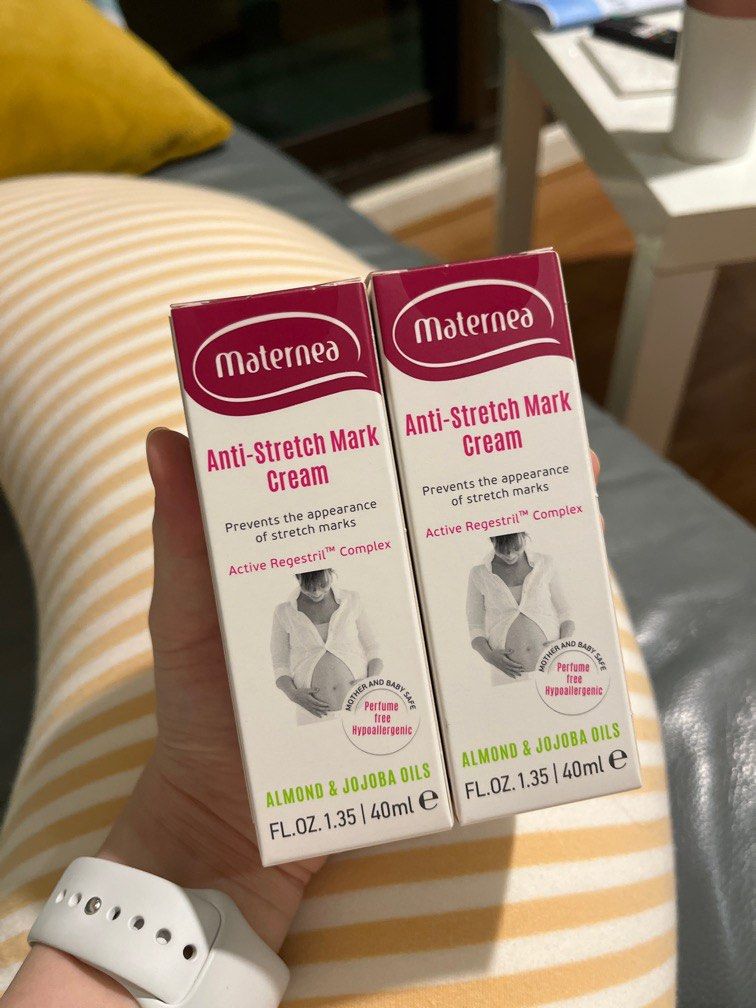 maternea
Anti-Stretch Mark
Cream
Prevents the appearance
of stretch marks
Active Regestril™ Complex
MOTHER AND BABY SAFE
Perfume
free
Hypoallergenic
ALMOND & JOJOBA OILS
FL.OZ. 1.35 | 40ml ℮
maternea
Anti-Stretch Mark
Cream
Prevents the appearance
of stretch marks
Active Regestril™ Complex
MOTHER AND BABY SAFE
Perfume
free
Hypoallergenic
ALMOND & JOJOBA OILS
FL.OZ. 1.35 | 40ml ℮